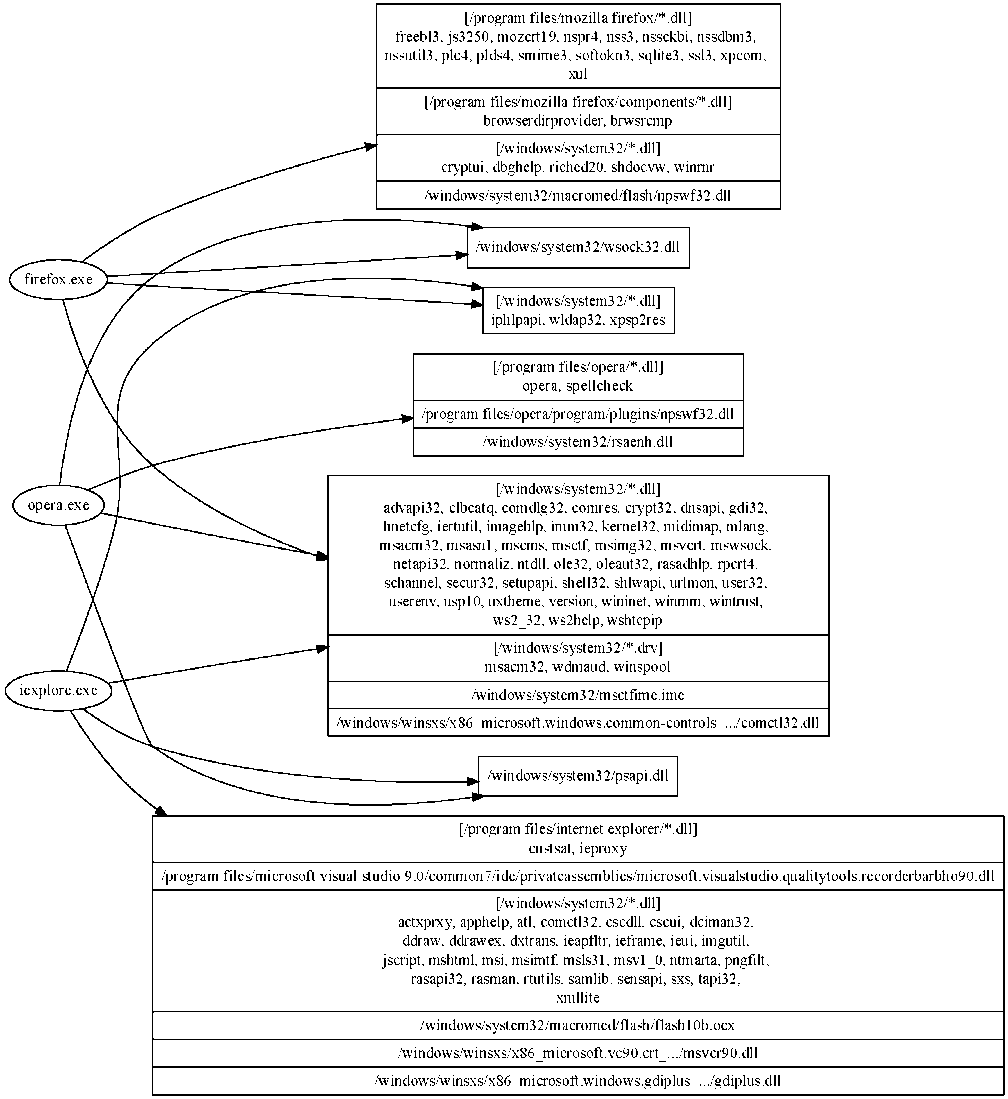 [/program files/mozilla firefox/*.dll]
freebl3, js3250, mozcrt19, nspr4, nss3, nssckbi, nssdbm3,
nssutil3, plc4, plds4, smime3, softokn3, sqlite3, ssl3, xpcom,
xul
[/program files/mozilla firefox/components/*.dll]
browserdirprovider, brwsrcmp
[/windows/system32/*.dll]
cryptui, dbghelp, riched20, shdocvw, winrnr
/windows/system32/macromed/flash/npswf32.dll
/windows/system32/wsock32.dll
firefox.exe
[/windows/system32/*.dll]
iphlpapi, wldap32, xpsp2res
[/program files/opera/*.dll]
opera, spellcheck
/program files/opera/program/plugins/npswf32.dll
/windows/system32/rsaenh.dll
opera.exe
[/windows/system32/*.dll]
advapi32, clbcatq, comdlg32, comres, crypt32, dnsapi, gdi32,
hnetcfg, iertutil, imagehlp, imm32, kernel32, midimap, mlang,
msacm32, msasn1, mscms, msctf, msimg32, msvcrt, mswsock,
netapi32, normaliz, ntdll, ole32, oleaut32, rasadhlp, rpcrt4,
schannel, secur32, setupapi, shell32, shlwapi, urlmon, user32,
userenv, usp10, uxtheme, version, wininet, winmm, wintrust,
ws2_32, ws2help, wshtcpip
[/windows/system32/*.drv]
msacm32, wdmaud, winspool
/windows/system32/msctfime.ime
/windows/winsxs/x86_microsoft.windows.common-controls_.../comctl32.dll
iexplore.exe
/windows/system32/psapi.dll
[/program files/internet explorer/*.dll]
custsat, ieproxy
/program files/microsoft visual studio 9.0/common7/ide/privateassemblies/microsoft.visualstudio.qualitytools.recorderbarbho90.dll
[/windows/system32/*.dll]
actxprxy, apphelp, atl, comctl32, cscdll, cscui, dciman32,
ddraw, ddrawex, dxtrans, ieapfltr, ieframe, ieui, imgutil,
jscript, mshtml, msi, msimtf, msls31, msv1_0, ntmarta, pngfilt,
rasapi32, rasman, rtutils, samlib, sensapi, sxs, tapi32,
xmllite
/windows/system32/macromed/flash/flash10b.ocx
/windows/winsxs/x86_microsoft.vc90.crt_.../msvcr90.dll
/windows/winsxs/x86_microsoft.windows.gdiplus_.../gdiplus.dll